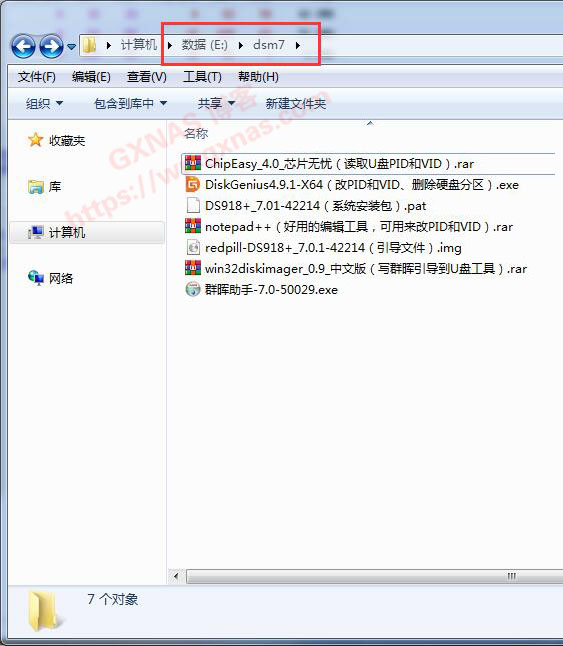 计算机 数据 (E:) dsm7
文件(F) 编辑(E) 查看(V) 工具(T) 帮助(H)
组织 包含到库中 共享 新建文件夹
收藏夹
库
计算机
网络
名称
ChipEasy_4.0_芯片无忧（读取U盘PID和VID）.rar
DiskGenius4.9.1-X64（改PID和VID、删除硬盘分区）.exe
DS918+_7.01-42214（系统安装包）.pat
notepad++（好用的编辑工具，可用来改PID和VID）.rar
redpill-DS918+_7.0.1-42214（引导文件）.img
win32diskimager_0.9_中文版（写群晖引导到U盘工具）.rar
群晖助手-7.0-50029.exe
7 个对象
GXNAS 博客